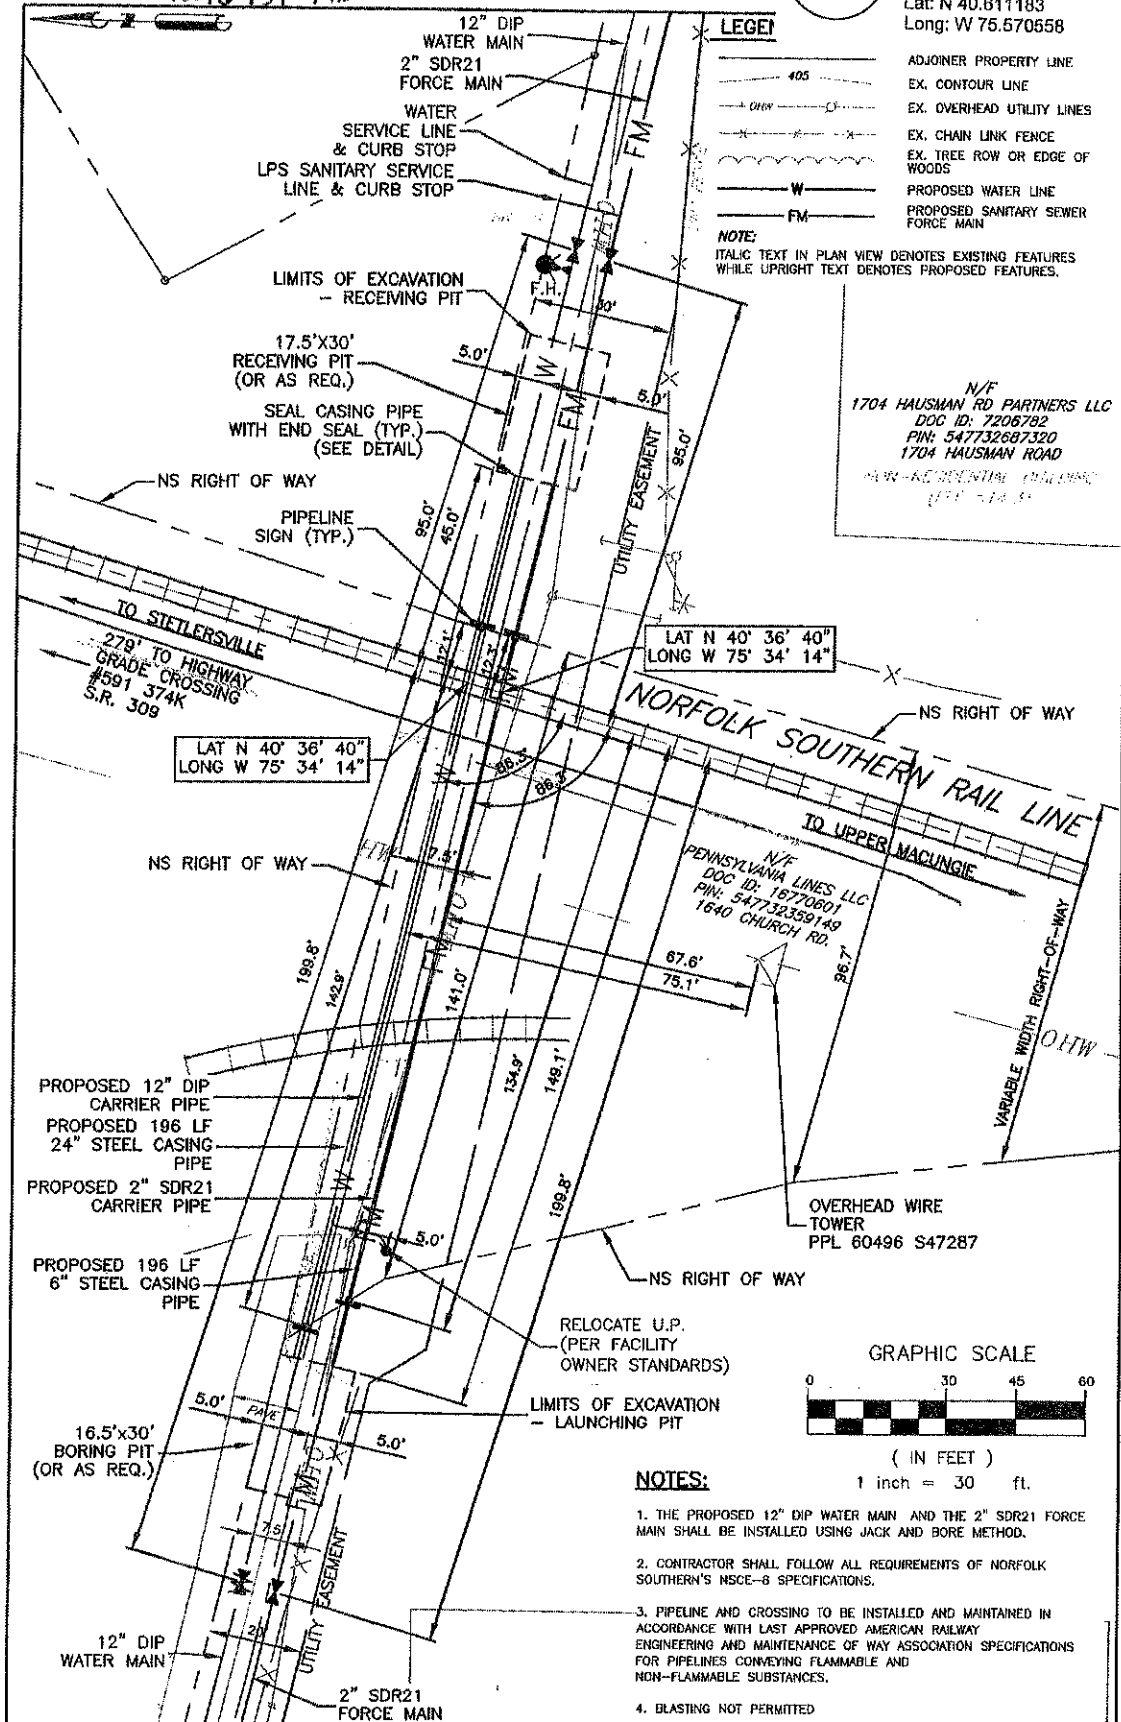 Lat: N 40.611183
Long: W 75.570558
12" DIP
WATER MAIN
2" SDR21
FORCE MAIN
WATER
SERVICE LINE
& CURB STOP
LPS SANITARY SERVICE
LINE & CURB STOP
LIMITS OF EXCAVATION
- RECEIVING PIT
17.5'X30'
RECEIVING PIT
(OR AS REQ.)
SEAL CASING PIPE
WITH END SEAL (TYP.)
(SEE DETAIL)
NS RIGHT OF WAY
PIPELINE
SIGN (TYP.)
FM
F.H.
30'
5.0'
W
FM
5.0'
95.0'
UTILITY EASEMENT
95.0'
45.0'
12.1'
12.3'
LEGEN
ADJOINER PROPERTY LINE
405
EX. CONTOUR LINE
OHW
EX. OVERHEAD UTILITY LINES
EX. CHAIN LINK FENCE
EX. TREE ROW OR EDGE OF
WOODS
W
PROPOSED WATER LINE
FM
PROPOSED SANITARY SEWER
FORCE MAIN
NOTE:
ITALIC TEXT IN PLAN VIEW DENOTES EXISTING FEATURES
WHILE UPRIGHT TEXT DENOTES PROPOSED FEATURES.
N/F
1704 HAUSMAN RD PARTNERS LLC
DOC ID: 7206782
PIN: 547732687320
1704 HAUSMAN ROAD
NON-RESIDENTIAL BUILDING
TO STETLERSVILLE
279' TO HIGHWAY
GRADE CROSSING
#591 374K
S.R. 309
LAT N 40° 36' 40"
LONG W 75° 34' 14"
LAT N 40° 36' 40"
LONG W 75° 34' 14"
NORFOLK SOUTHERN RAIL LINE
NS RIGHT OF WAY
TO UPPER MACUNGIE
86.3°
86.3°
W
7.5'
NS RIGHT OF WAY
N/F
PENNSYLVANIA LINES LLC
DOC ID: 16770601
PIN: 547732359149
1640 CHURCH RD.
67.6'
75.1'
96.7'
VARIABLE WIDTH RIGHT-OF-WAY
OHW
199.8'
142.9'
FM
141.0'
134.9'
149.1'
199.8'
PROPOSED 12" DIP
CARRIER PIPE
PROPOSED 196 LF
24" STEEL CASING
PIPE
PROPOSED 2" SDR21
CARRIER PIPE
PROPOSED 196 LF
6" STEEL CASING
PIPE
W
FM
5.0'
OVERHEAD WIRE
TOWER
PPL 60496 S47287
NS RIGHT OF WAY
RELOCATE U.P.
(PER FACILITY
OWNER STANDARDS)
LIMITS OF EXCAVATION
- LAUNCHING PIT
5.0'
PAVE
5.0'
16.5'x30'
BORING PIT
(OR AS REQ.)
FM
7.5'
W
20'
UTILITY EASEMENT
12" DIP
WATER MAIN
2" SDR21
FORCE MAIN
GRAPHIC SCALE
0 30 45 60
( IN FEET )
1 inch = 30 ft.
NOTES:
1. THE PROPOSED 12" DIP WATER MAIN AND THE 2" SDR21 FORCE
MAIN SHALL BE INSTALLED USING JACK AND BORE METHOD.
2. CONTRACTOR SHALL FOLLOW ALL REQUIREMENTS OF NORFOLK
SOUTHERN'S NSCE-8 SPECIFICATIONS.
3. PIPELINE AND CROSSING TO BE INSTALLED AND MAINTAINED IN
ACCORDANCE WITH LAST APPROVED AMERICAN RAILWAY
ENGINEERING AND MAINTENANCE OF WAY ASSOCIATION SPECIFICATIONS
FOR PIPELINES CONVEYING FLAMMABLE AND
NON-FLAMMABLE SUBSTANCES.
4. BLASTING NOT PERMITTED